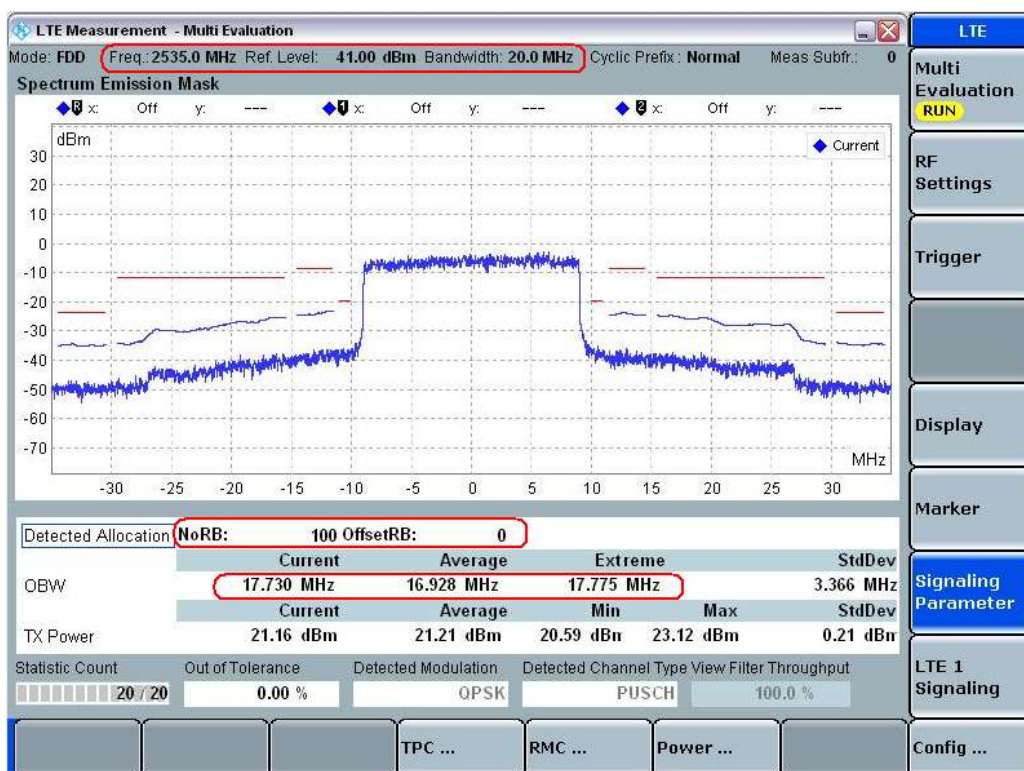 LTE Measurement - Multi Evaluation
LTE
Mode: FDD Freq.: 2535.0 MHz Ref. Level: 41.00 dBm Bandwidth: 20.0 MHz Cyclic Prefix: Normal Meas Subfr.: 0
Spectrum Emission Mask
R x: Off y: --- 1 x: Off y: --- 2 x: Off y: ---
dBm
Current
30
20
10
0
-10
-20
-30
-40
-50
-60
-70
MHz
-30 -25 -20 -15 -10 -5 0 5 10 15 20 25 30
Detected Allocation NoRB: 100 OffsetRB: 0
Current Average Extreme StdDev
OBW 17.730 MHz 16.928 MHz 17.775 MHz 3.366 MHz
Current Average Min Max StdDev
TX Power 21.16 dBm 21.21 dBm 20.59 dBm 23.12 dBm 0.21 dBm
Statistic Count Out of Tolerance Detected Modulation Detected Channel Type View Filter Throughput
20 / 20 0.00 % QPSK PUSCH 100.0 %
TPC ... RMC ... Power ... Config ...
Multi
Evaluation
RUN
RF
Settings
Trigger
Display
Marker
Signaling
Parameter
LTE 1
Signaling